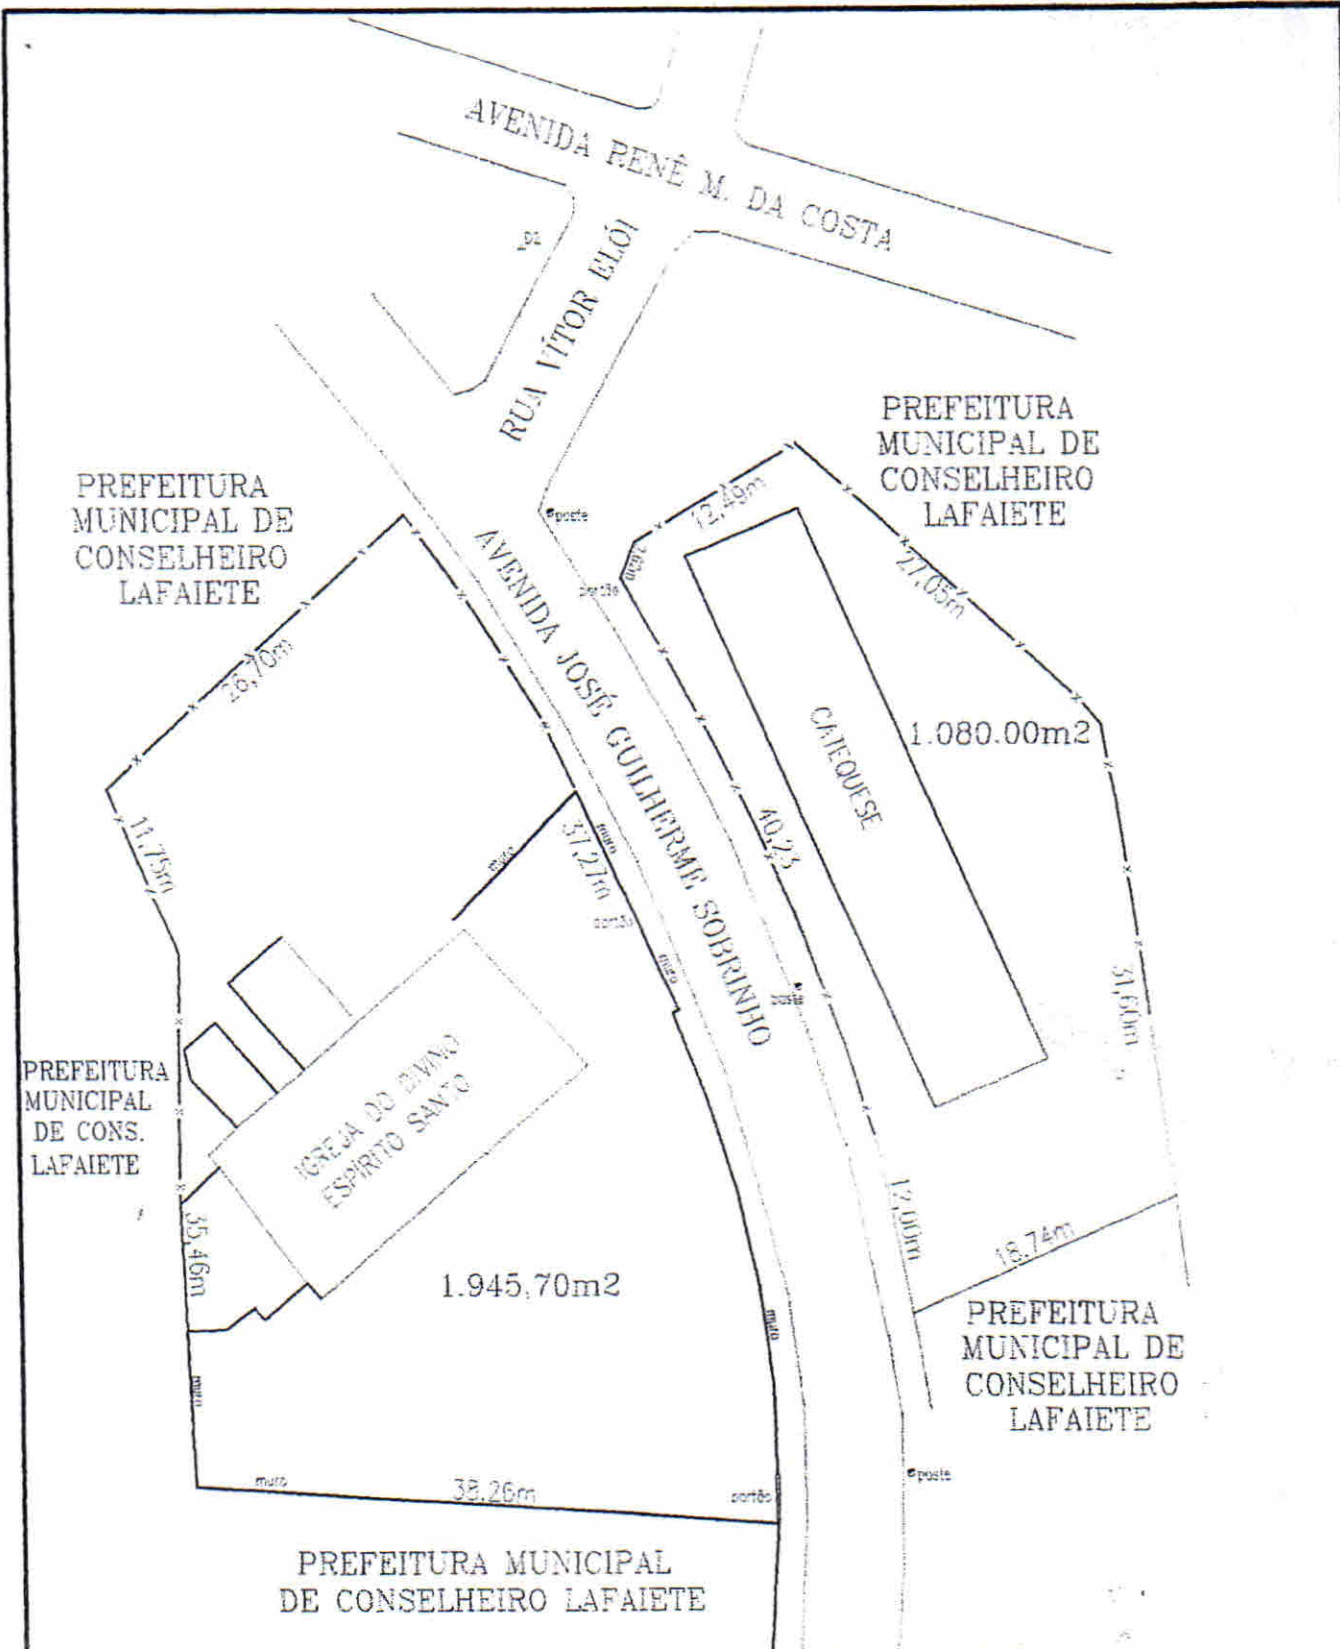 AVENIDA RENÊ M. DA COSTA
pz
RUA VÍTOR ELÓI
PREFEITURA
MUNICIPAL DE
CONSELHEIRO
LAFAIETE
PREFEITURA
MUNICIPAL DE
CONSELHEIRO
LAFAIETE
poste
12,49m
portão
AVENIDA JOSÉ GUILHERME SOBRINHO
27,05m
26,70m
CATEQUESE
1.080.00m2
40,23
11,75m
muro
muro
37,27m
portão
muro
poste
31,60m
PREFEITURA
MUNICIPAL
DE CONS.
LAFAIETE
IGREJA DO DIVINO
ESPÍRITO SANTO
35,46m
12,00m
18,74m
1.945,70m2
muro
PREFEITURA
MUNICIPAL DE
CONSELHEIRO
LAFAIETE
muro
muro
38,26m
portão
poste
PREFEITURA MUNICIPAL
DE CONSELHEIRO LAFAIETE